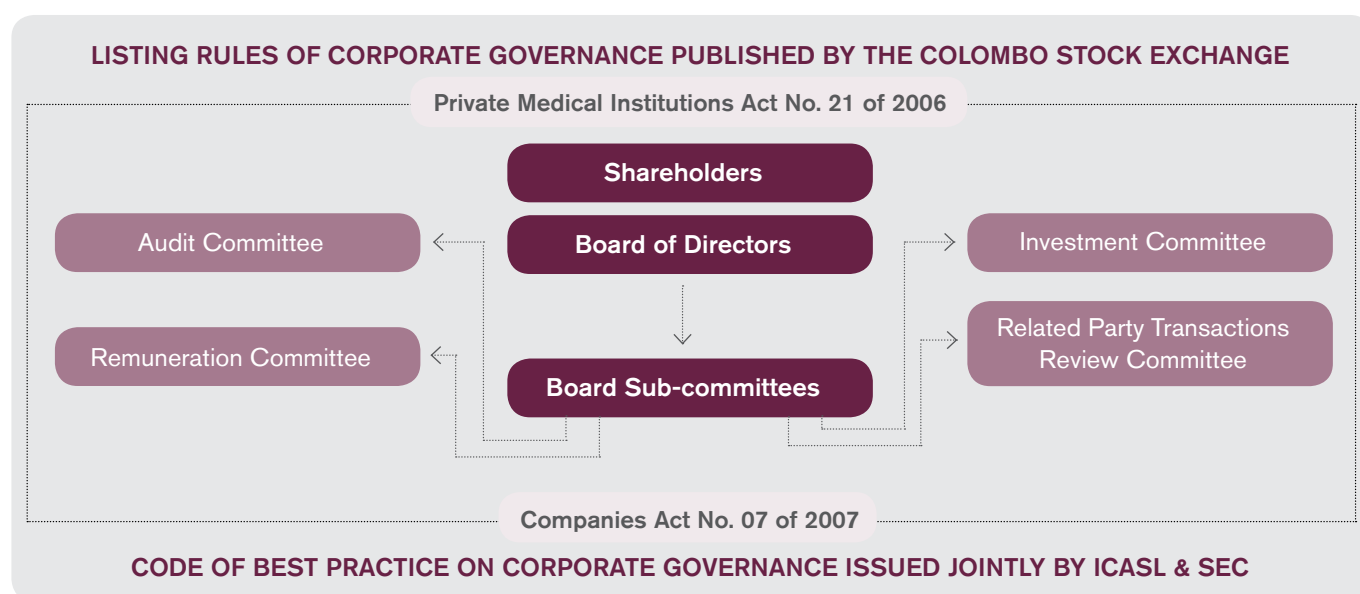 LISTING RULES OF CORPORATE GOVERNANCE PUBLISHED BY THE COLOMBO STOCK EXCHANGE
Private Medical Institutions Act No. 21 of 2006
Shareholders
Audit Committee
Board of Directors
Investment Committee
Remuneration Committee
Board Sub-committees
Related Party Transactions
Review Committee
Companies Act No. 07 of 2007
CODE OF BEST PRACTICE ON CORPORATE GOVERNANCE ISSUED JOINTLY BY ICASL & SEC